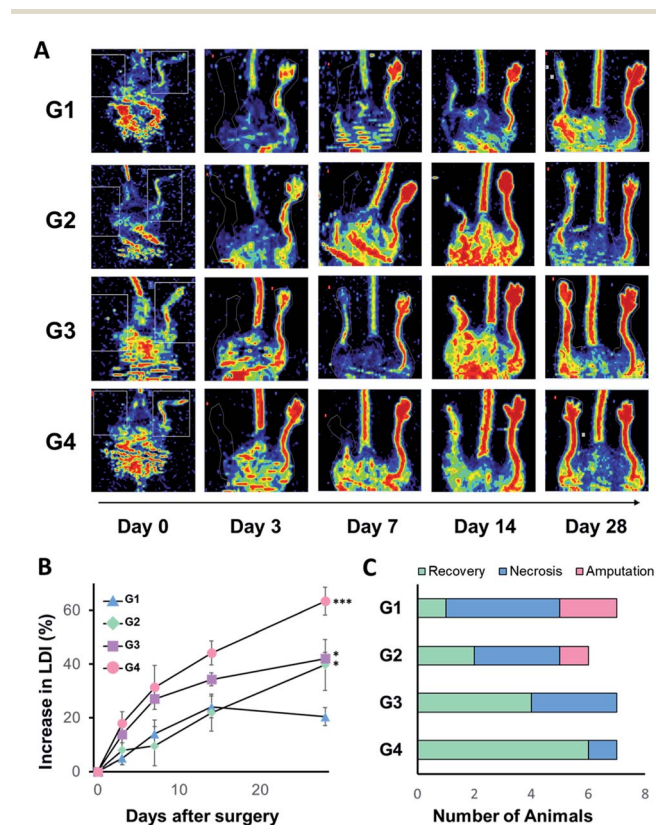 A
G1
G2
G3
G4
Day 0 Day 3 Day 7 Day 14 Day 28
B
G1
G2
G3
G4
***
*
*
60
40
20
0
0 10 20
Increase in LDI (%)
Days after surgery
C
Recovery Necrosis Amputation
G1
G2
G3
G4
0 2 4 6 8
Number of Animals